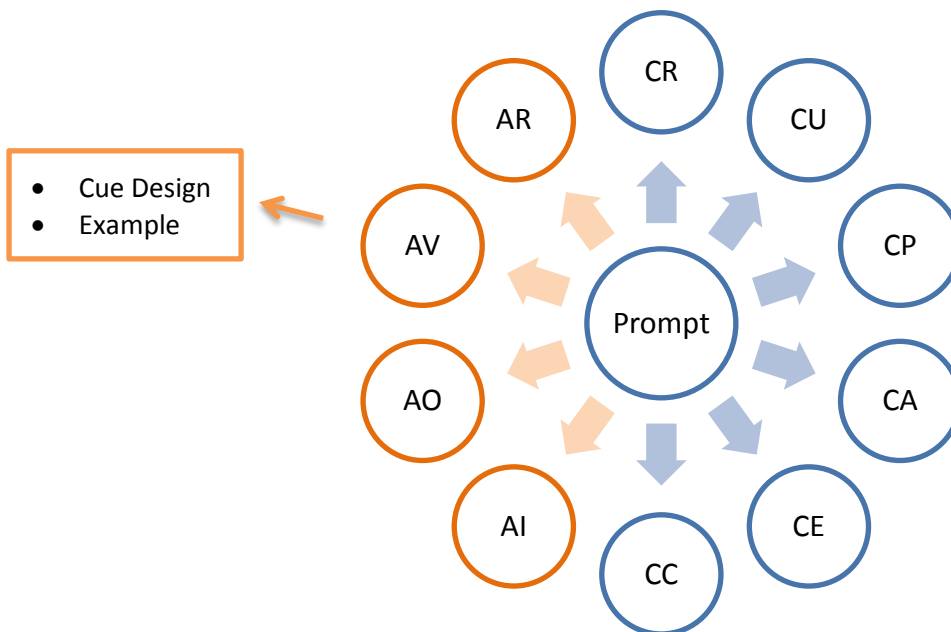 CR
AR
CU
• Cue Design
• Example
AV
CP
Prompt
AO
CA
AI
CE
CC